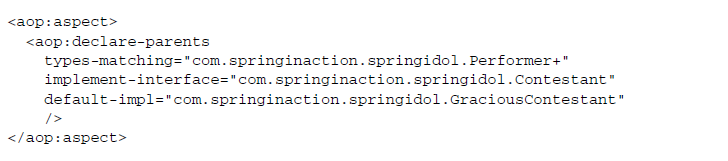 <aop:aspect>
  <aop:declare-parents
    types-matching="com.springinaction.springidol.Performer+"
    implement-interface="com.springinaction.springidol.Contestant"
    default-impl="com.springinaction.springidol.GraciousContestant"
    />
</aop:aspect>